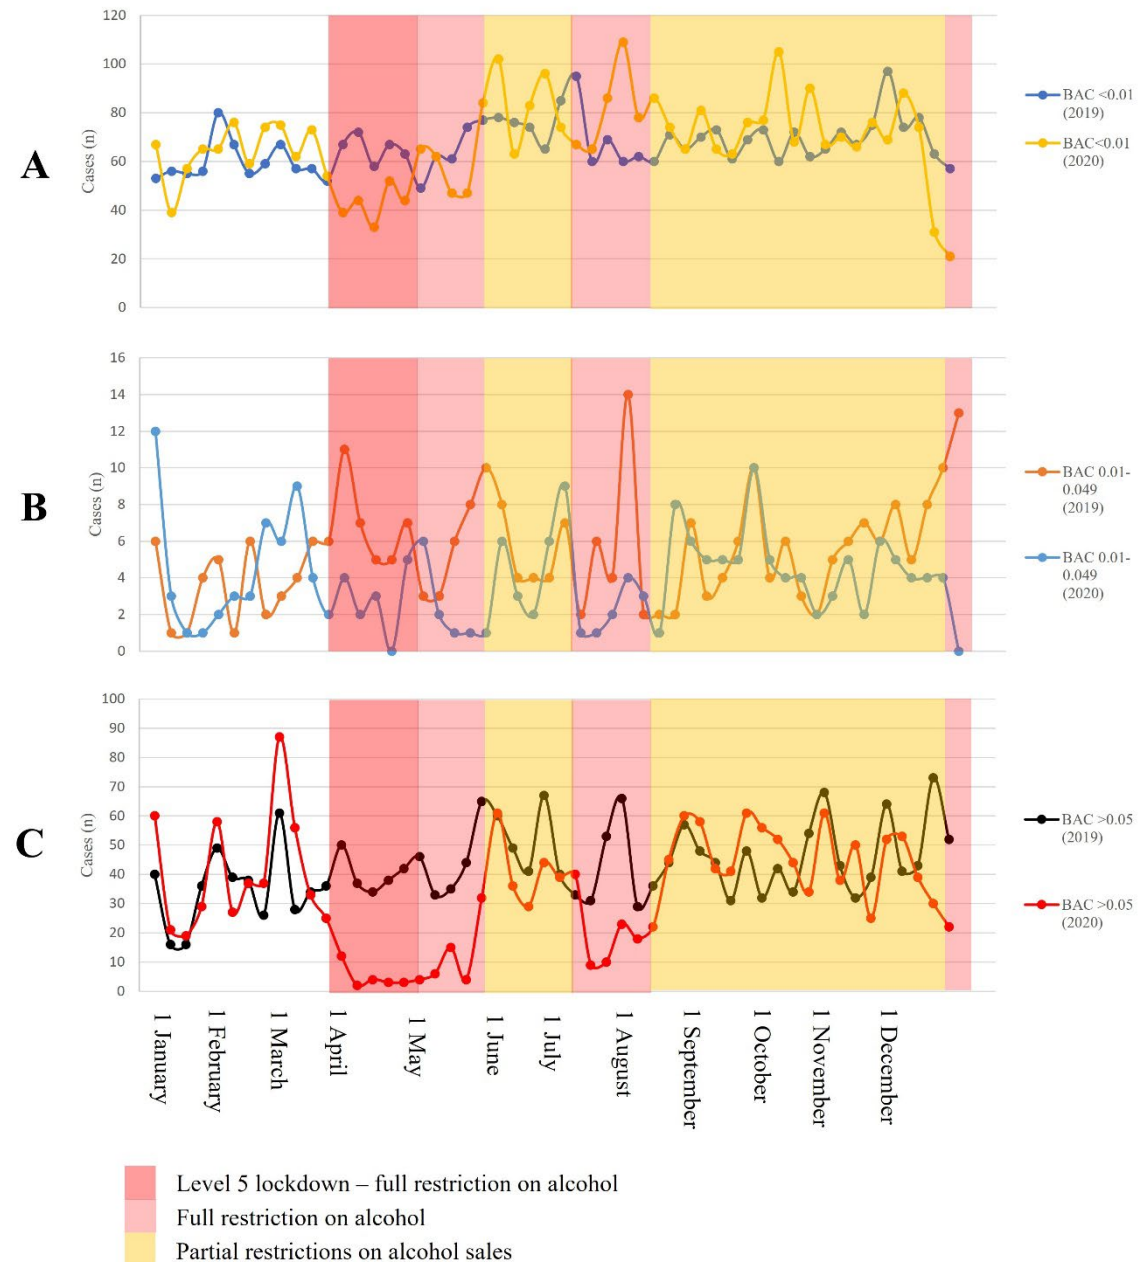 A
Cases (n)
120
100
80
60
40
20
0
BAC <0.01
(2019)
BAC<0.01
(2020)
B
Cases (n)
16
14
12
10
8
6
4
2
0
BAC 0.01-
0.049
(2019)
BAC 0.01-
0.049
(2020)
C
Cases (n)
100
90
80
70
60
50
40
30
20
10
0
BAC >0.05
(2019)
BAC >0.05
(2020)
1 January
1 February
1 March
1 April
1 May
1 June
1 July
1 August
1 September
1 October
1 November
1 December
Level 5 lockdown – full restriction on alcohol
Full restriction on alcohol
Partial restrictions on alcohol sales